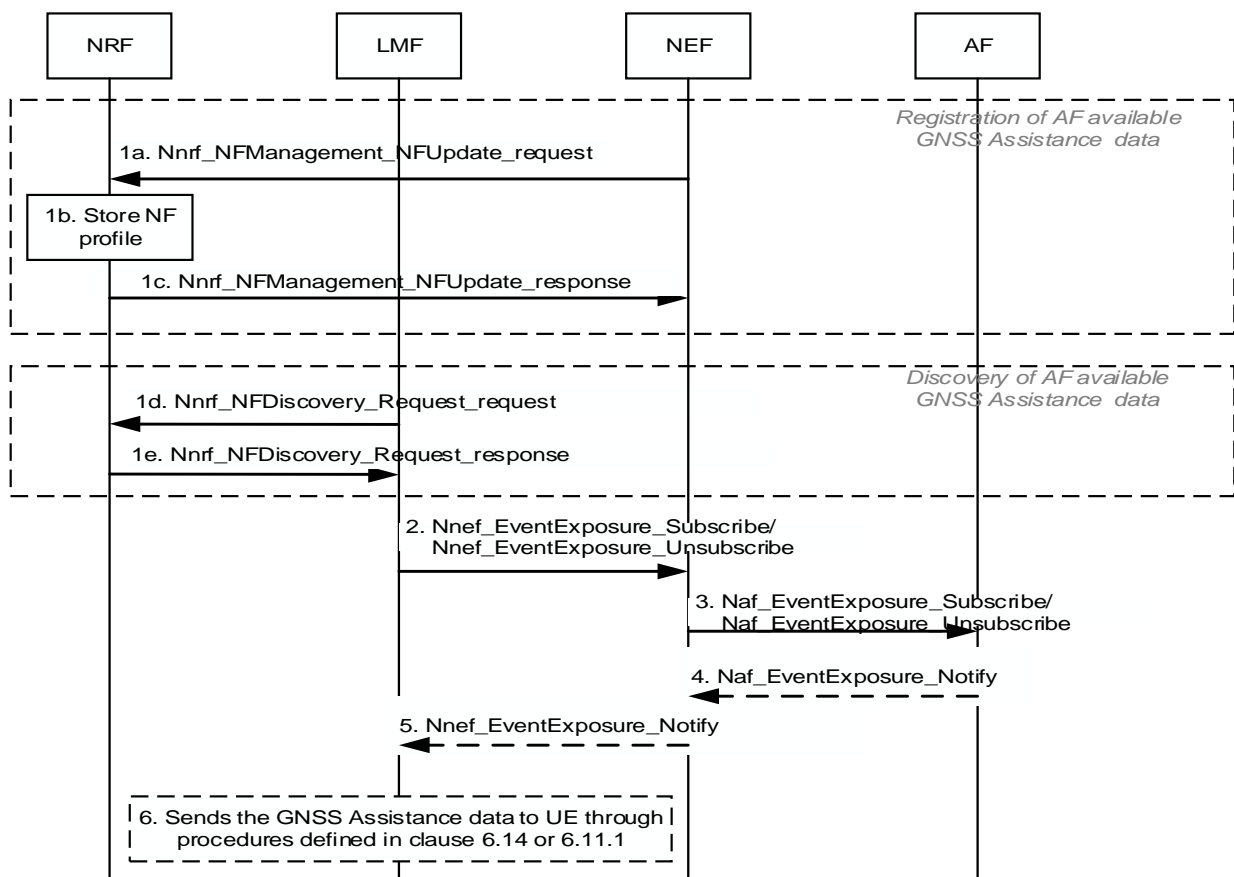 NRF
LMF
NEF
AF
Registration of AF available
GNSS Assistance data
1a. Nnrf_NFManagement_NFUpdate_request
1b. Store NF
profile
1c. Nnrf_NFManagement_NFUpdate_response
Discovery of AF available
GNSS Assistance data
1d. Nnrf_NFDiscovery_Request_request
1e. Nnrf_NFDiscovery_Request_response
2. Nnef_EventExposure_Subscribe/
Nnef_EventExposure_Unsubscribe
3. Naf_EventExposure_Subscribe/
Naf_EventExposure_Unsubscribe
4. Naf_EventExposure_Notify
5. Nnef_EventExposure_Notify
6. Sends the GNSS Assistance data to UE through
procedures defined in clause 6.14 or 6.11.1